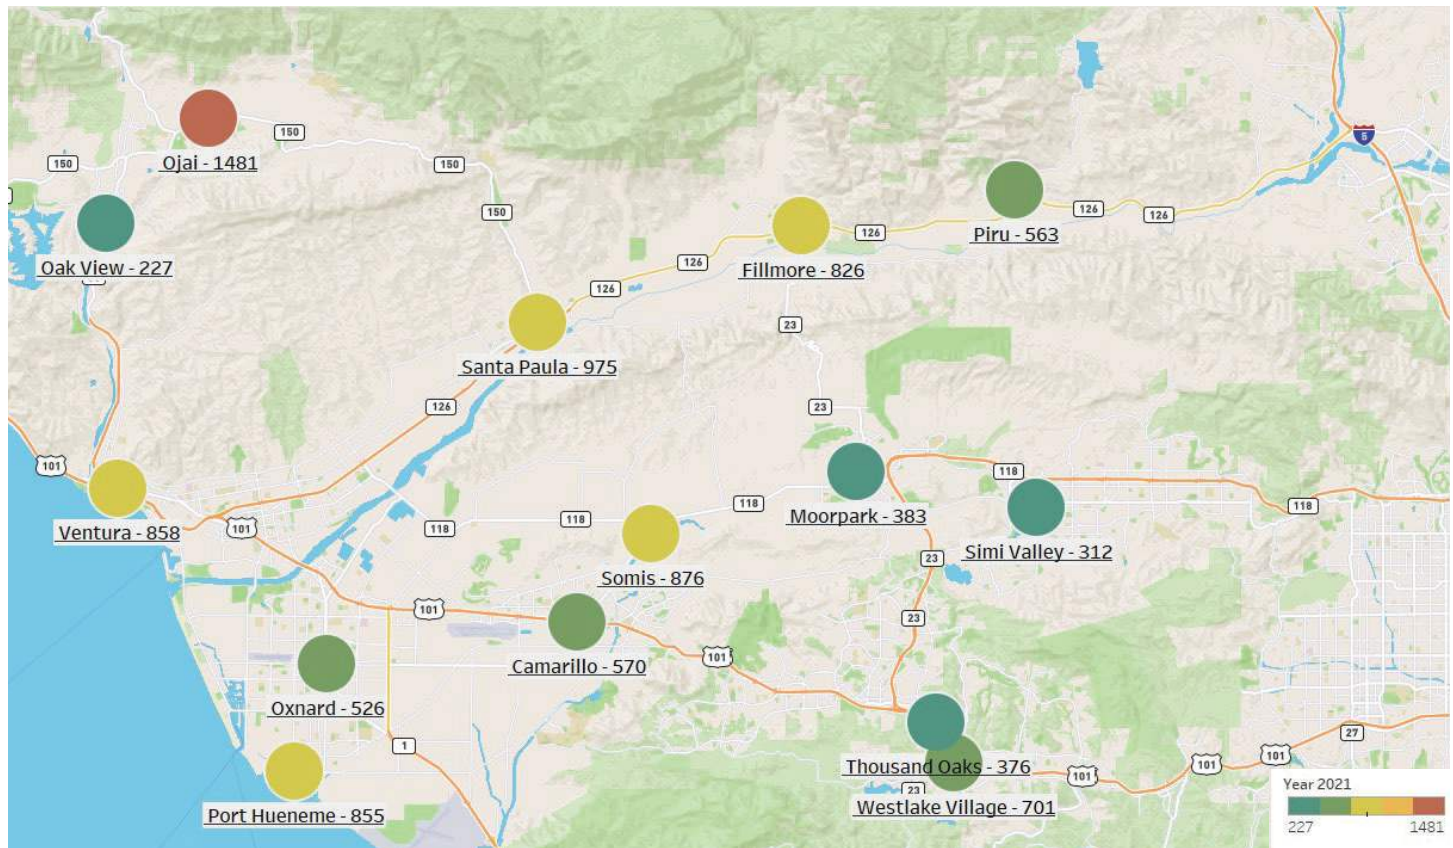 150
Ojai - 1481
150
150
150
5
Oak View - 227
126
126
126
Piru - 563
Fillmore - 826
126
126
23
Santa Paula - 975
126
23
101
118
118
118
118
118
Moorpark - 383
101
Ventura - 858
Simi Valley - 312
23
Somis - 876
101
23
101
Camarillo - 570
Oxnard - 526
1
27
101
101
101
Thousand Oaks - 376
23
Westlake Village - 701
Port Hueneme - 855
Year 2021
227 1481